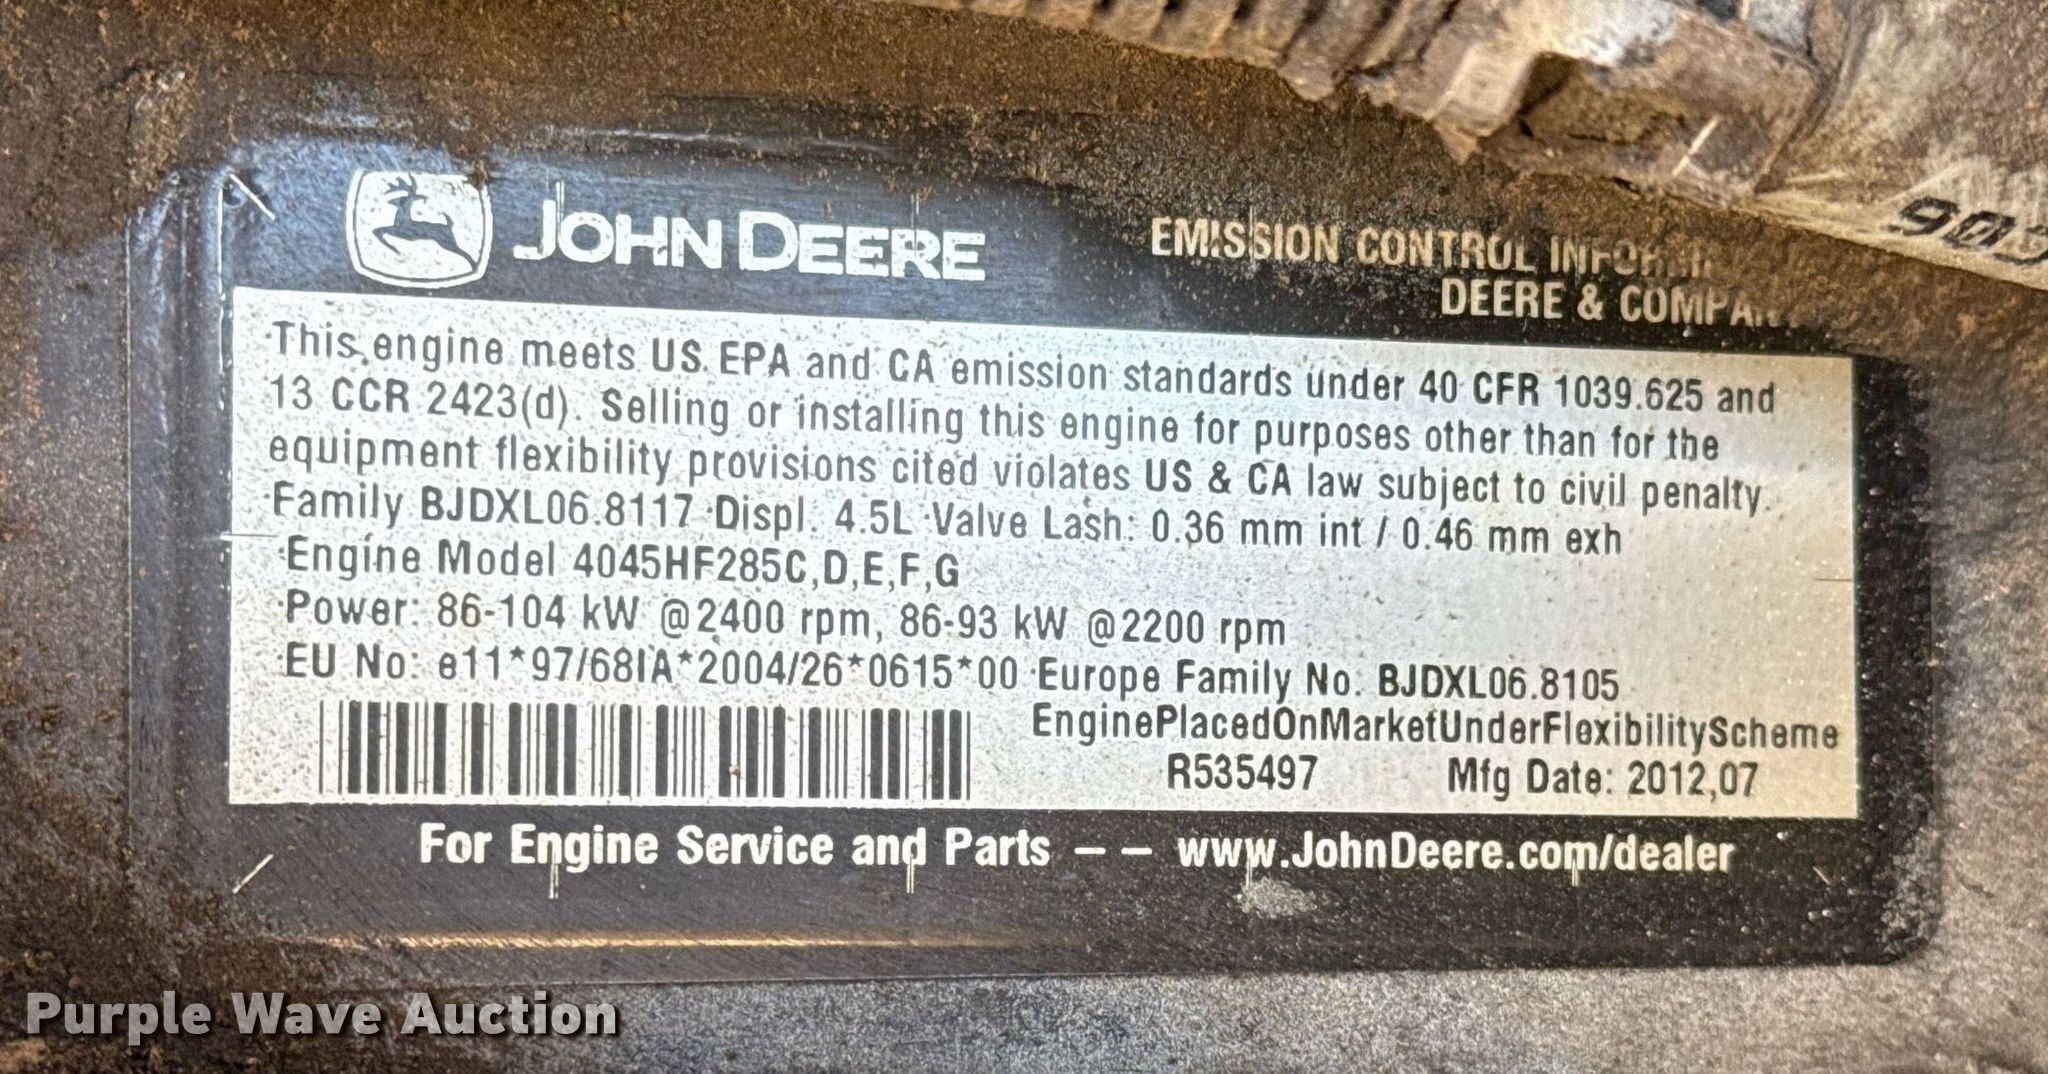 JOHN DEERE
EMISSION CONTROL
DEERE & COMPANY
This engine meets US EPA and CA emission standards under 40 CFR 1039.625 and
13 CCR 2423(d). Selling or installing this engine for purposes other than for the
equipment flexibility provisions cited violates US & CA law subject to civil penalty.
Family BJDXL06.8117 Displ. 4.5L Valve Lash: 0.36 mm int / 0.46 mm exh
Engine Model 4045HF285C,D,E,F,G
Power: 86-104 kW @2400 rpm, 86-93 kW @2200 rpm
EU No: e11*97/68IA*2004/26*0615*00 Europe Family No. BJDXL06.8105
EnginePlacedOnMarketUnderFlexibilityScheme
R535497 Mfg Date: 2012,07
For Engine Service and Parts – – www.JohnDeere.com/dealer
Purple Wave Auction